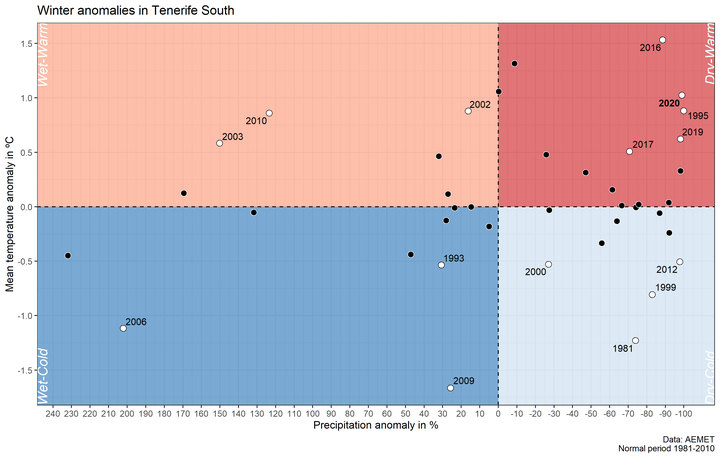 Winter anomalies in Tenerife South
Wet-Warm
Dry-Warm
2016
2020
1995
2002
2010
2003
2019
2017
1993
2000
2012
1999
2006
1981
2009
Wet-Cold
Dry-Cold
1.5
1.0
0.5
0.0
-0.5
-1.0
-1.5
Mean temperature anomaly in ºC
240 230 220 210 200 190 180 170 160 150 140 130 120 110 100 90 80 70 60 50 40 30 20 10 0 -10 -20 -30 -40 -50 -60 -70 -80 -90 -100
Precipitation anomaly in %
Data: AEMET
Normal period 1981-2010